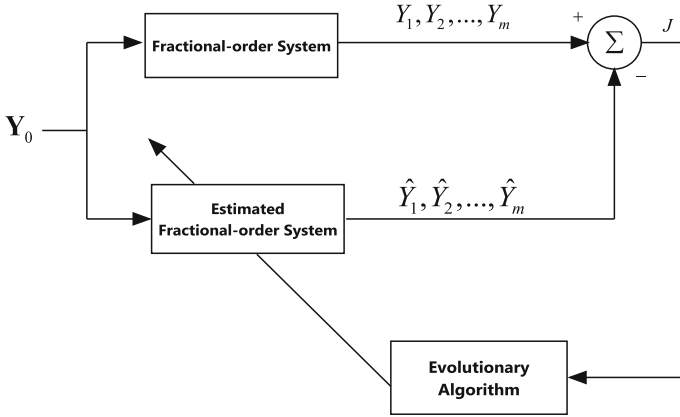 Y₁, Y₂, ..., Yₘ
+
Fractional-order System
Σ
J
−
Y₀
Estimated
Fractional-order System
Ŷ₁, Ŷ₂, ..., Ŷₘ
Evolutionary
Algorithm